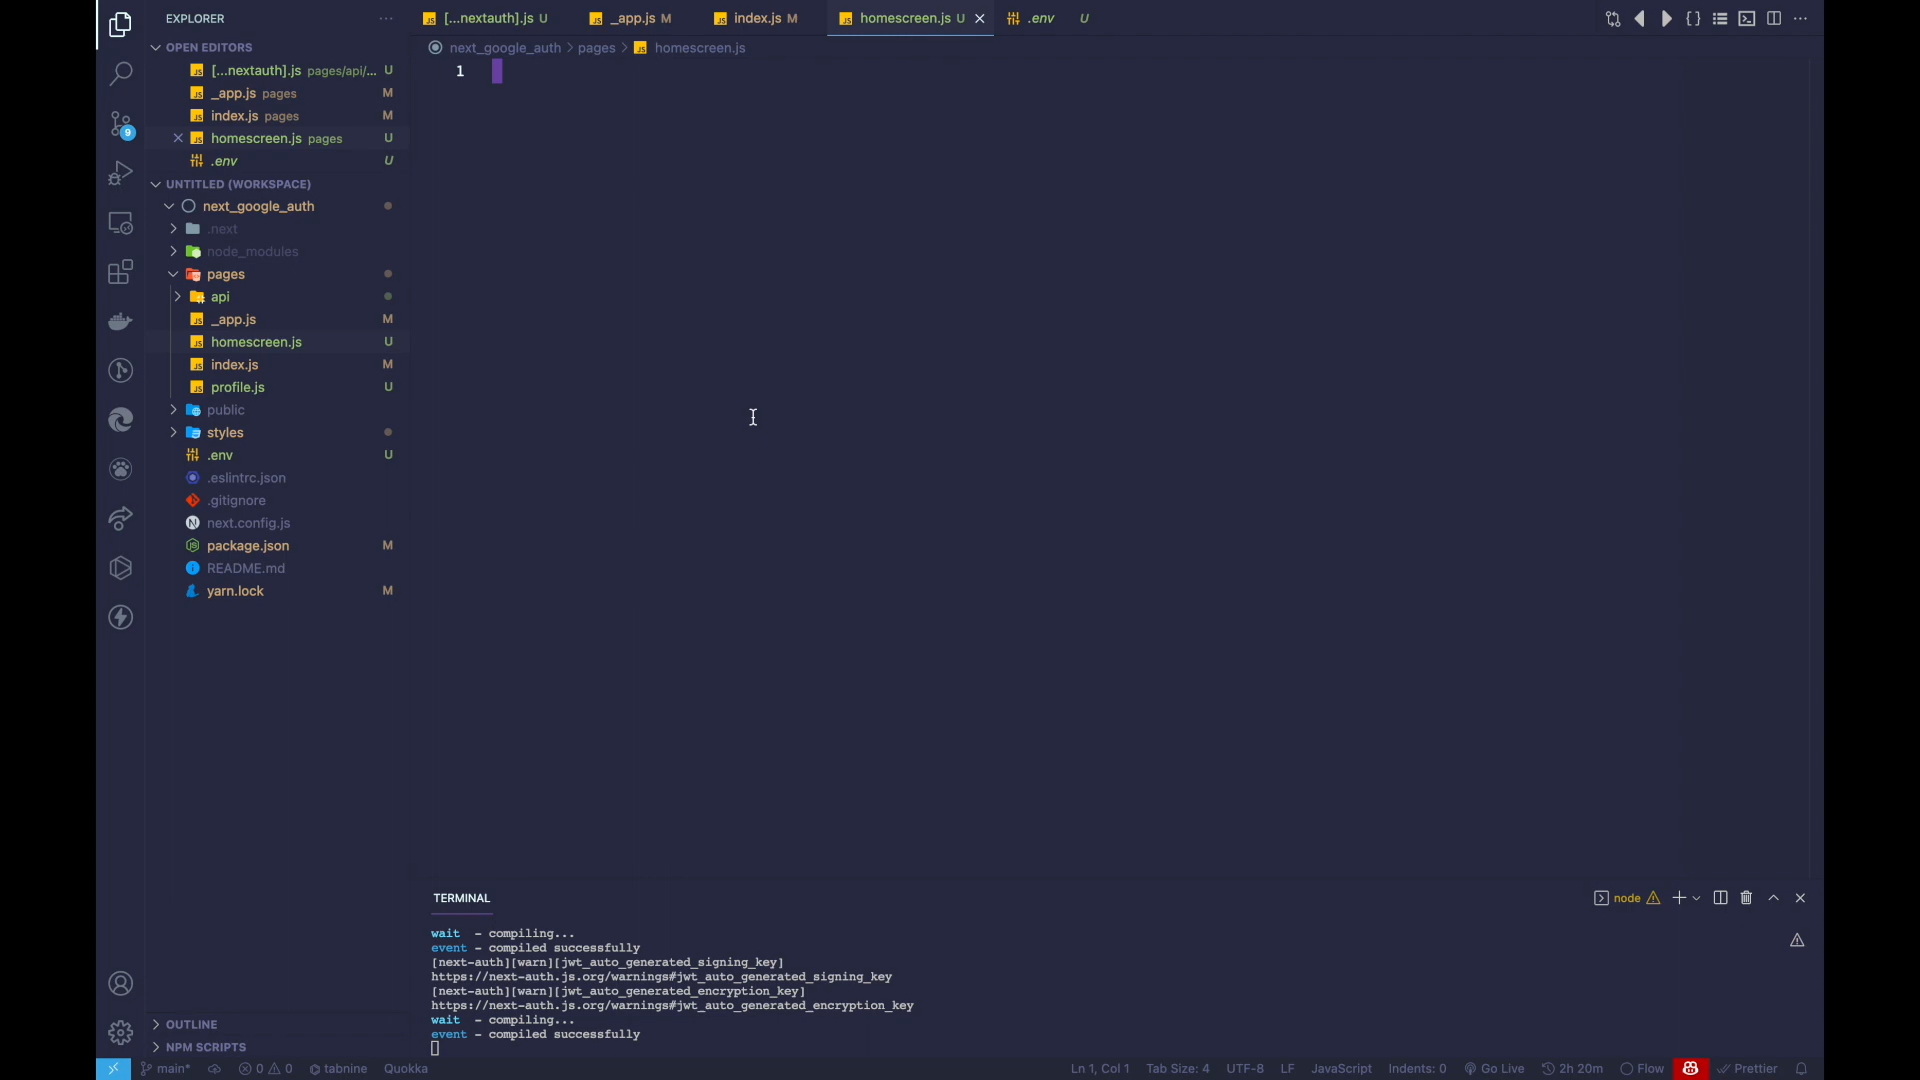 EXPLORER
OPEN EDITORS
[...nextauth].js pages/api/... U
_app.js pages M
index.js pages M
homescreen.js pages U
.env U
UNTITLED (WORKSPACE)
next_google_auth
.next
node_modules
pages
api
_app.js M
homescreen.js U
index.js M
profile.js U
public
styles
.env U
.eslintrc.json
.gitignore
next.config.js
package.json M
README.md
yarn.lock M
OUTLINE
NPM SCRIPTS
9
[...nextauth].js U _app.js M index.js M homescreen.js U .env U
next_google_auth > pages > homescreen.js
1
TERMINAL
node
wait - compiling...
event - compiled successfully
[next-auth][warn][jwt_auto_generated_signing_key]
https://next-auth.js.org/warnings#jwt_auto_generated_signing_key
[next-auth][warn][jwt_auto_generated_encryption_key]
https://next-auth.js.org/warnings#jwt_auto_generated_encryption_key
wait - compiling...
event - compiled successfully
main* 0 0 tabnine Quokka Ln 1, Col 1 Tab Size: 4 UTF-8 LF JavaScript Indents: 0 Go Live 2h 20m Flow Prettier